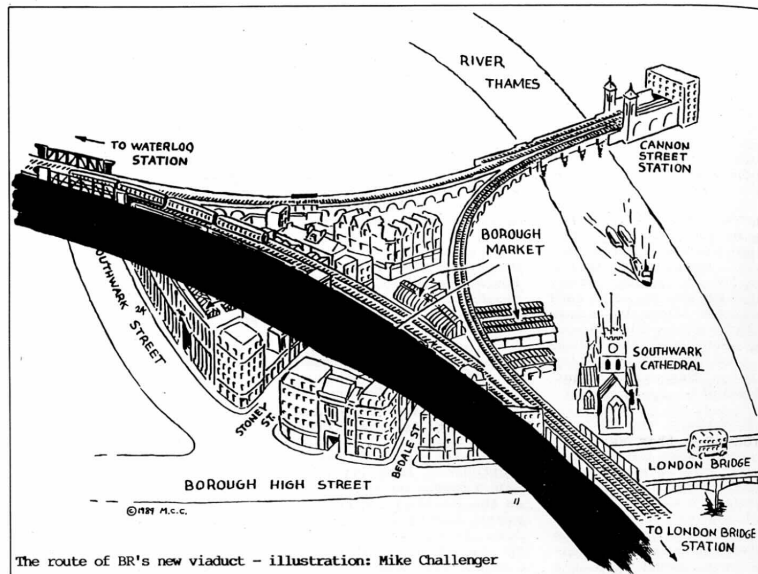 RIVER
THAMES
TO WATERLOO
STATION
CANNON
STREET
STATION
BOROUGH
MARKET
SOUTHWARK
STREET
SOUTHWARK
CATHEDRAL
STONEY
ST.
BEDALE ST
LONDON BRIDGE
BOROUGH HIGH STREET
©1989 M.C.C.
TO LONDON BRIDGE
STATION
The route of BR's new viaduct - illustration: Mike Challenger